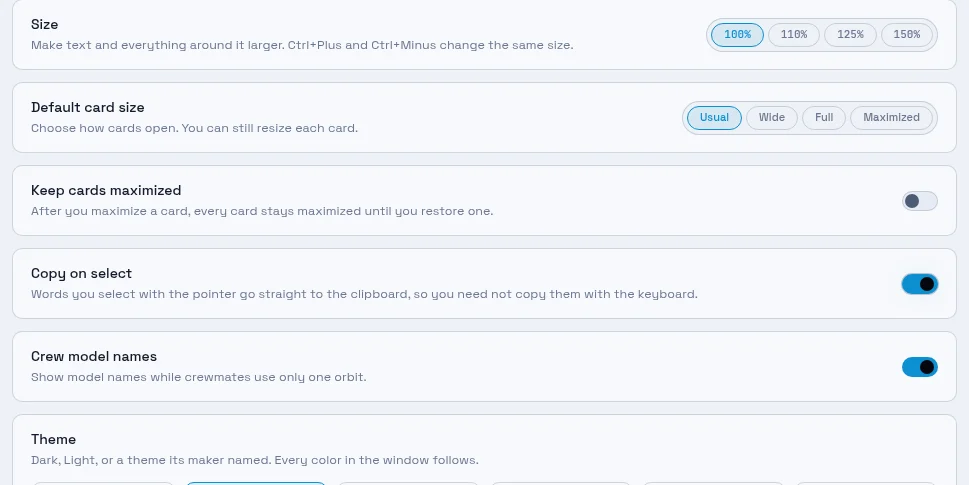 Size
Make text and everything around it larger. Ctrl+Plus and Ctrl+Minus change the same size.
100% 110% 125% 150%
Default card size
Choose how cards open. You can still resize each card.
Usual Wide Full Maximized
Keep cards maximized
After you maximize a card, every card stays maximized until you restore one.
Copy on select
Words you select with the pointer go straight to the clipboard, so you need not copy them with the keyboard.
Crew model names
Show model names while crewmates use only one orbit.
Theme
Dark, Light, or a theme its maker named. Every color in the window follows.